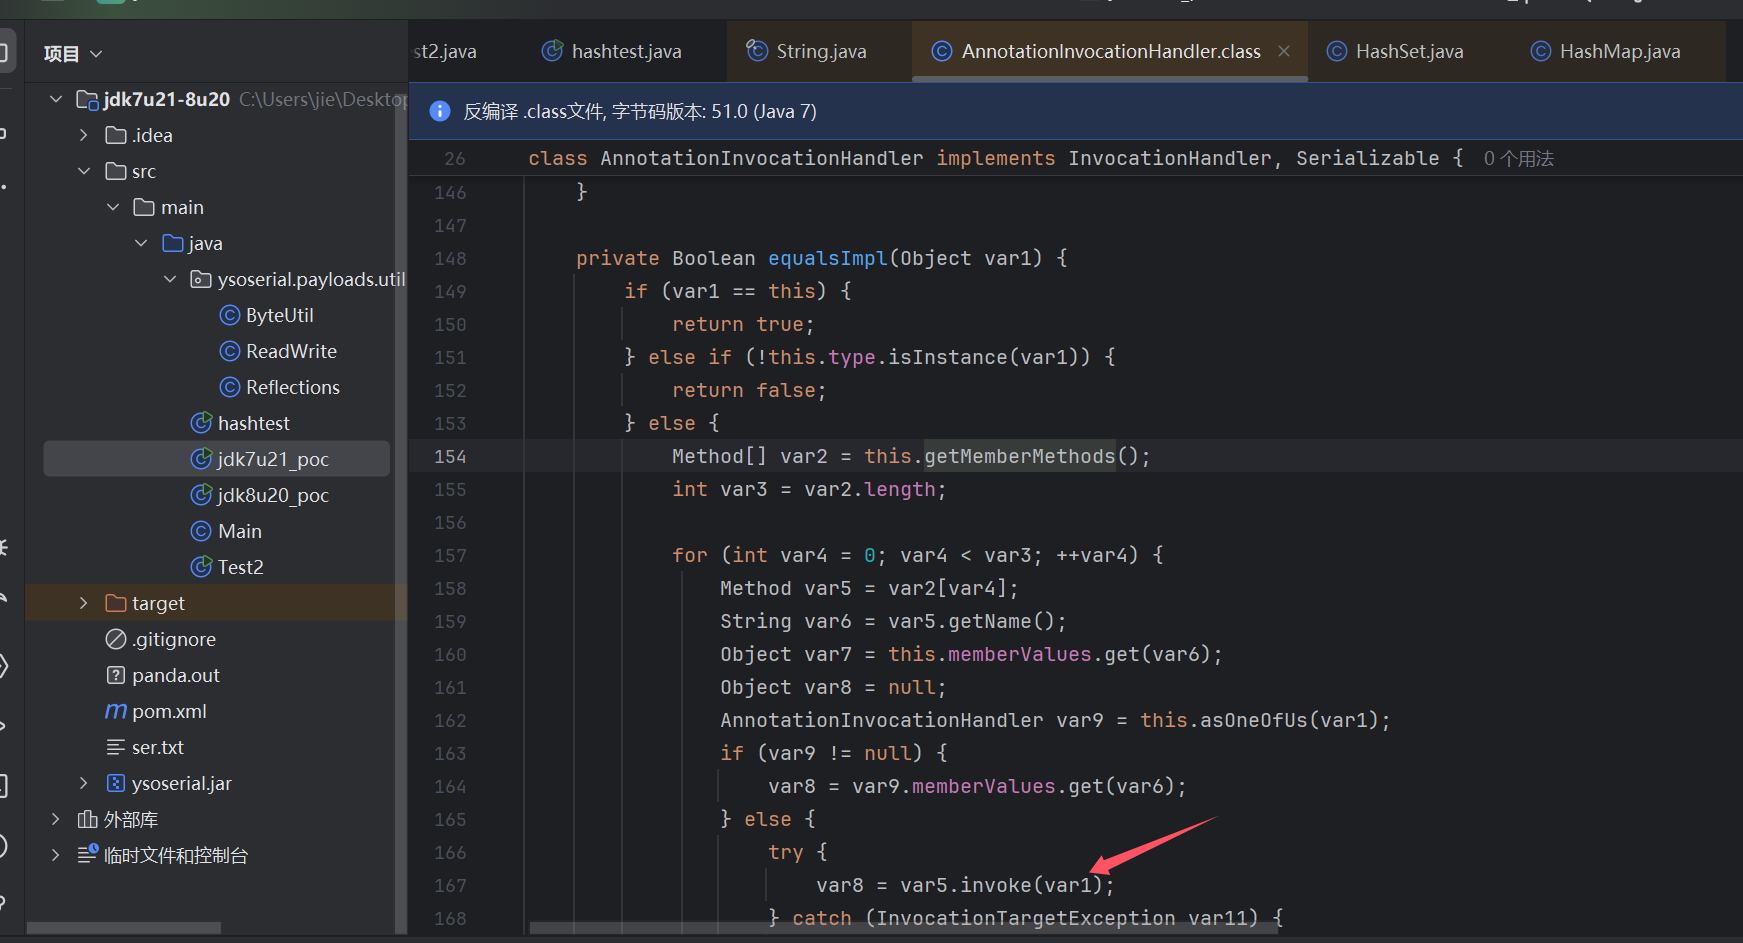 项目
jdk7u21-8u20 C:\Users\jie\Desktop
.idea
src
main
java
ysoserial.payloads.util
ByteUtil
ReadWrite
Reflections
hashtest
jdk7u21_poc
jdk8u20_poc
Main
Test2
target
.gitignore
panda.out
pom.xml
ser.txt
ysoserial.jar
外部库
临时文件和控制台
st2.java hashtest.java String.java AnnotationInvocationHandler.class HashSet.java HashMap.java
反编译 .class文件, 字节码版本: 51.0 (Java 7)
26 class AnnotationInvocationHandler implements InvocationHandler, Serializable { 0 个用法
146 }
147
148 private Boolean equalsImpl(Object var1) {
149 if (var1 == this) {
150 return true;
151 } else if (!this.type.isInstance(var1)) {
152 return false;
153 } else {
154 Method[] var2 = this.getMemberMethods();
155 int var3 = var2.length;
156
157 for (int var4 = 0; var4 < var3; ++var4) {
158 Method var5 = var2[var4];
159 String var6 = var5.getName();
160 Object var7 = this.memberValues.get(var6);
161 Object var8 = null;
162 AnnotationInvocationHandler var9 = this.asOneOfUs(var1);
163 if (var9 != null) {
164 var8 = var9.memberValues.get(var6);
165 } else {
166 try {
167 var8 = var5.invoke(var1);
168 } catch (InvocationTargetException var11) {